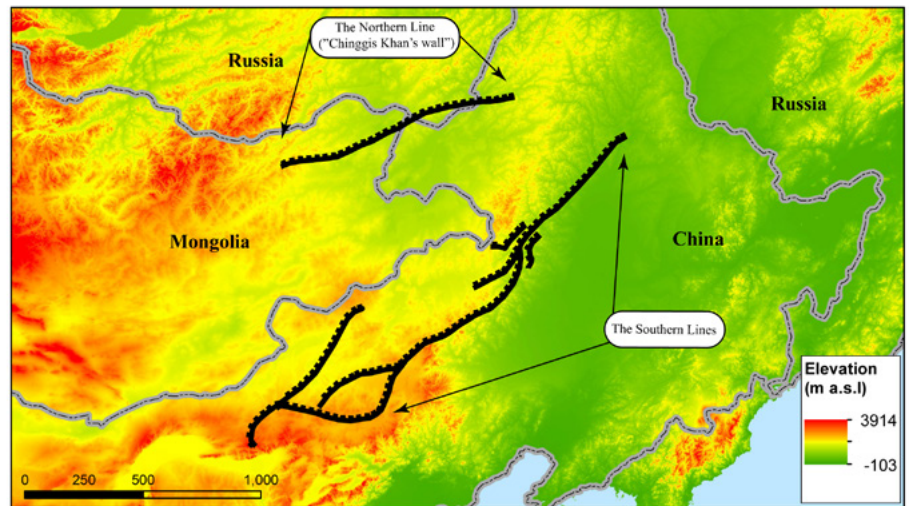 The Northern Line
("Chinggis Khan's wall")
Russia
Russia
Mongolia
China
The Southern Lines
Elevation
(m a.s.l)
3914
-103
0 250 500 1,000